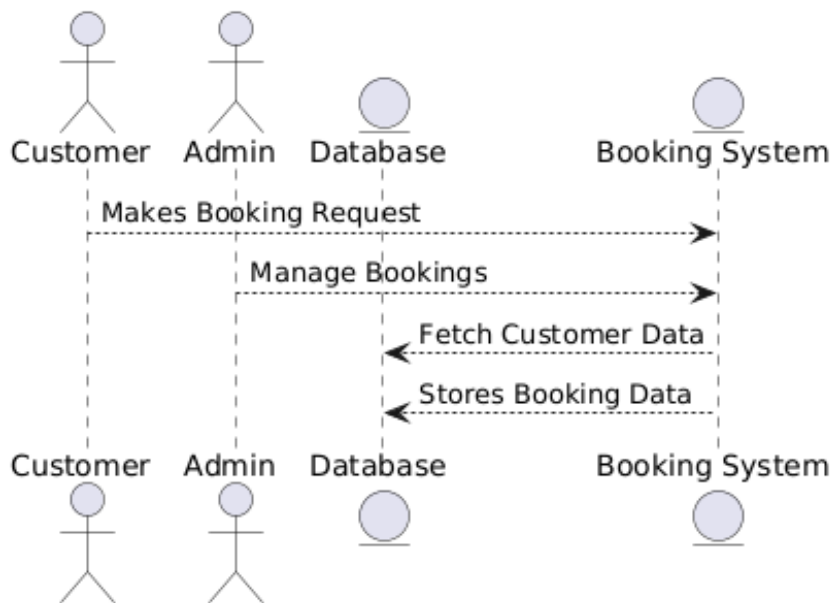 Customer Admin Database Booking System
Makes Booking Request
Manage Bookings
Fetch Customer Data
Stores Booking Data
Customer Admin Database Booking System